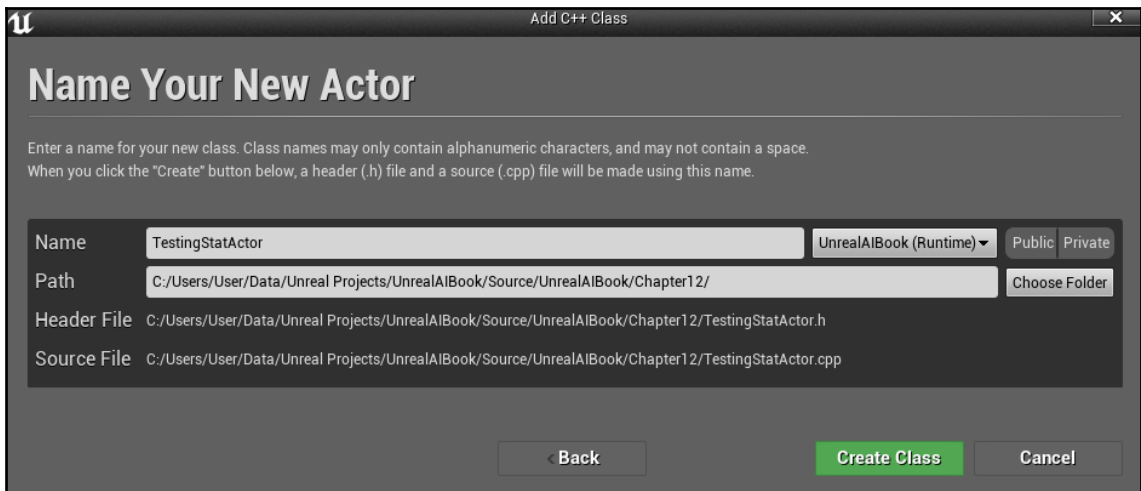 Add C++ Class
Name Your New Actor
Enter a name for your new class. Class names may only contain alphanumeric characters, and may not contain a space.
When you click the "Create" button below, a header (.h) file and a source (.cpp) file will be made using this name.
Name TestingStatActor UnrealAIBook (Runtime) Public Private
Path C:/Users/User/Data/Unreal Projects/UnrealAIBook/Source/UnrealAIBook/Chapter12/ Choose Folder
Header File C:/Users/User/Data/Unreal Projects/UnrealAIBook/Source/UnrealAIBook/Chapter12/TestingStatActor.h
Source File C:/Users/User/Data/Unreal Projects/UnrealAIBook/Source/UnrealAIBook/Chapter12/TestingStatActor.cpp
Back Create Class Cancel